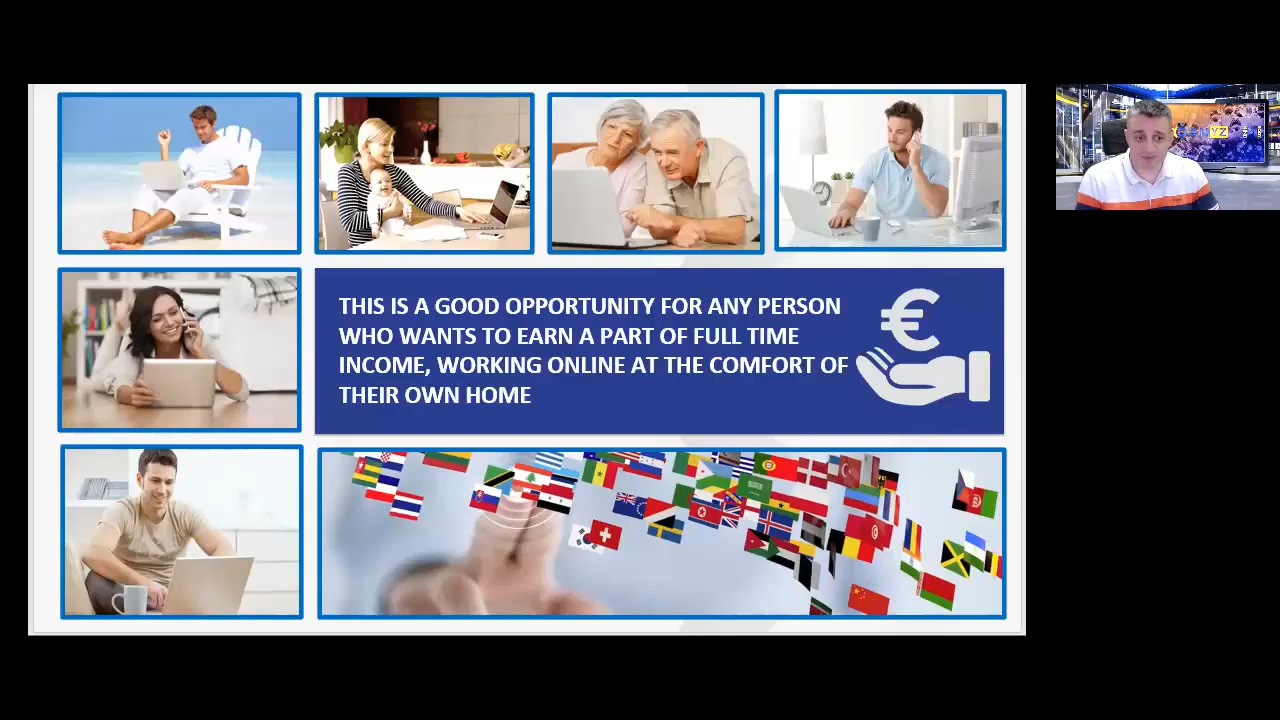 THIS IS A GOOD OPPORTUNITY FOR ANY PERSON
WHO WANTS TO EARN A PART OF FULL TIME
INCOME, WORKING ONLINE AT THE COMFORT OF
THEIR OWN HOME